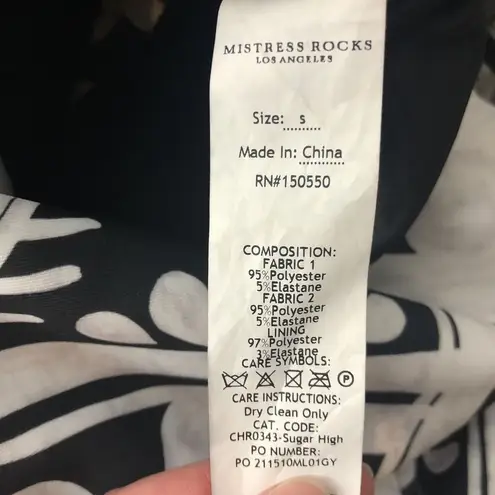 MISTRESS ROCKS
LOS ANGELES
Size: s
Made In: China
RN#150550
COMPOSITION:
FABRIC 1
95%Polyester
5%Elastane
FABRIC 2
95%Polyester
5%Elastane
LINING
97%Polyester
3%Elastane
CARE SYMBOLS:
P
CARE INSTRUCTIONS:
Dry Clean Only
CAT. CODE:
CHR0343-Sugar High
PO NUMBER:
PO 211510ML01GY